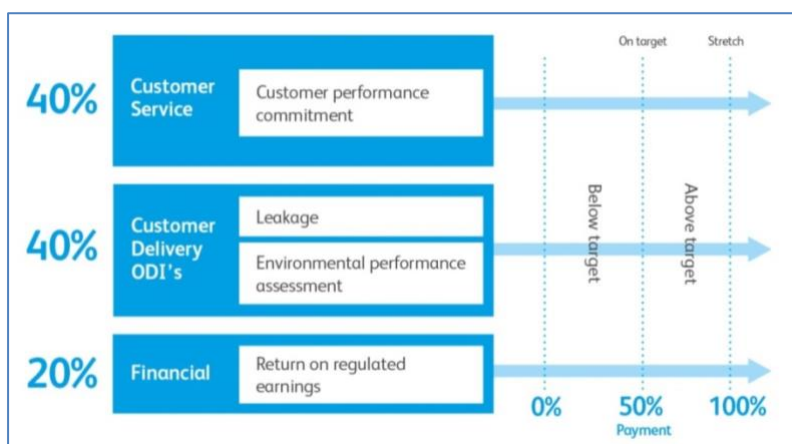 On target
Stretch
40%
Customer
Service
Customer performance
commitment
40%
Customer
Delivery
ODI's
Leakage
Environmental performance
assessment
Below target
Above target
20%
Financial
Return on regulated
earnings
0%
50%
100%
Payment